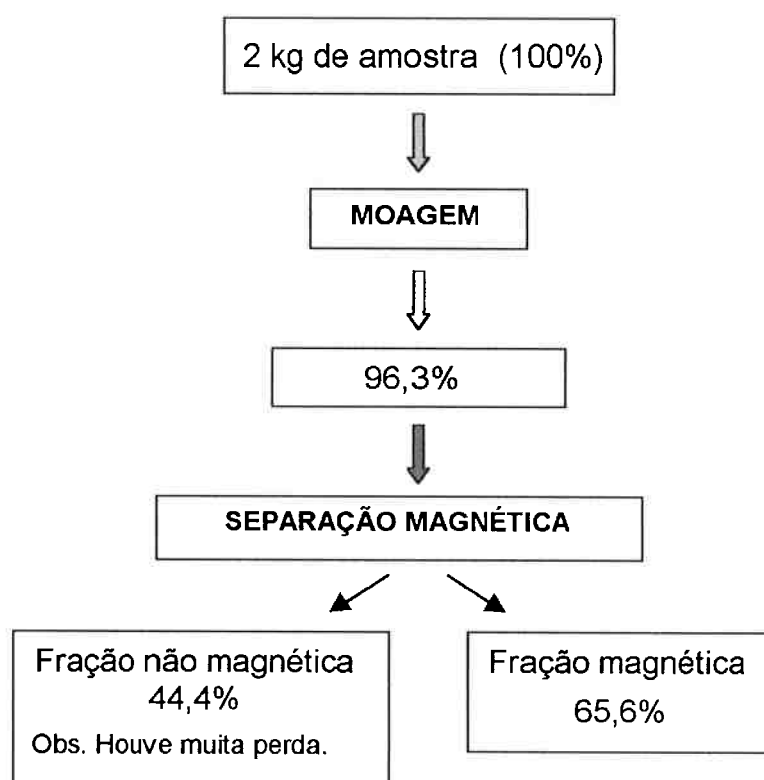 2 kg de amostra (100%)
MOAGEM
96,3%
SEPARAÇÃO MAGNÉTICA
Fração não magnética
44,4%
Obs. Houve muita perda.
Fração magnética
65,6%